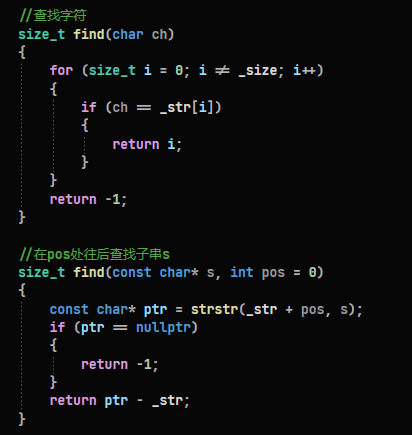 //查找字符
size_t find(char ch)
{
for (size_t i = 0; i != _size; i++)
{
if (ch == _str[i])
{
return i;
}
}
return -1;
}
//在pos处往后查找子串s
size_t find(const char* s, int pos = 0)
{
const char* ptr = strstr(_str + pos, s);
if (ptr == nullptr)
{
return -1;
}
return ptr - _str;
}